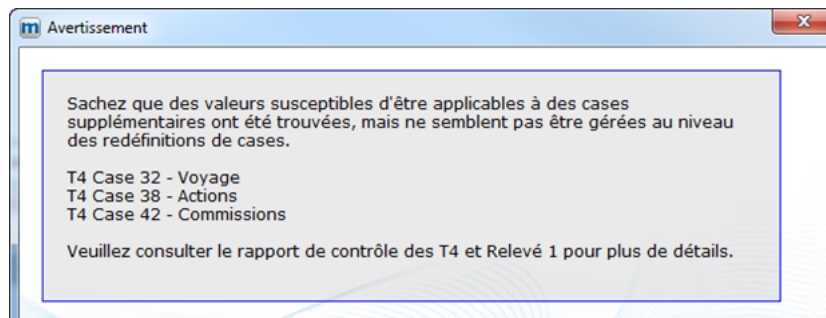 m Avertissement
Sachez que des valeurs susceptibles d'être applicables à des cases
supplémentaires ont été trouvées, mais ne semblent pas être gérées au niveau
des redéfinitions de cases.
T4 Case 32 - Voyage
T4 Case 38 - Actions
T4 Case 42 - Commissions
Veuillez consulter le rapport de contrôle des T4 et Relevé 1 pour plus de détails.